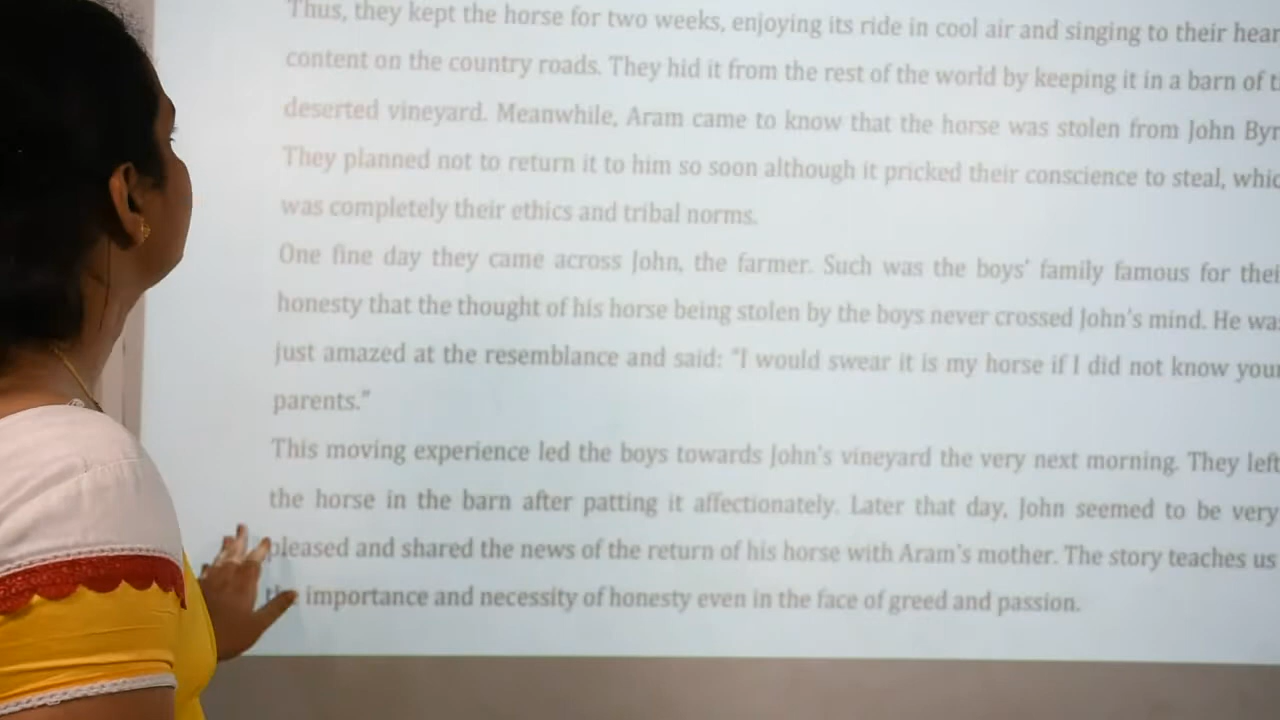 Thus, they kept the horse for two weeks, enjoying its ride in cool air and singing to their hear
content on the country roads. They hid it from the rest of the world by keeping it in a barn of t
deserted vineyard. Meanwhile, Aram came to know that the horse was stolen from John Byr
They planned not to return it to him so soon although it pricked their conscience to steal, whic
was completely their ethics and tribal norms.
One fine day they came across John, the farmer. Such was the boys' family famous for thei
honesty that the thought of his horse being stolen by the boys never crossed John's mind. He wa
just amazed at the resemblance and said: "I would swear it is my horse if I did not know your
parents."
This moving experience led the boys towards John's vineyard the very next morning. They left
the horse in the barn after patting it affectionately. Later that day, John seemed to be very
pleased and shared the news of the return of his horse with Aram's mother. The story teaches us
the importance and necessity of honesty even in the face of greed and passion.